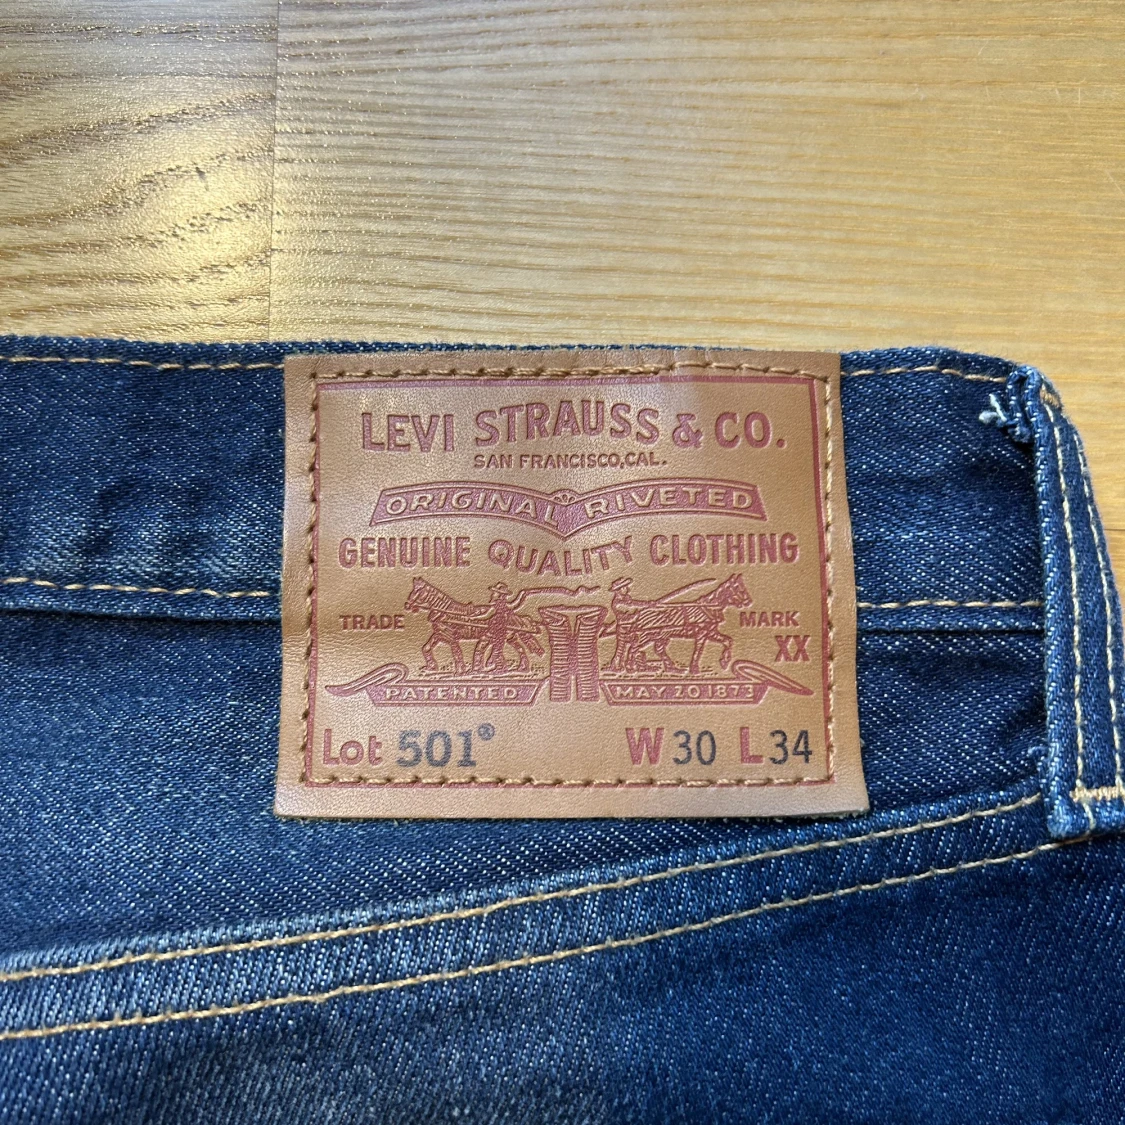 LEVI STRAUSS & CO.
SAN FRANCISCO, CAL.
ORIGINAL RIVETED
GENUINE QUALITY CLOTHING
TRADE MARK
XX
PATENTED MAY 20 1873
Lot 501® W30 L34